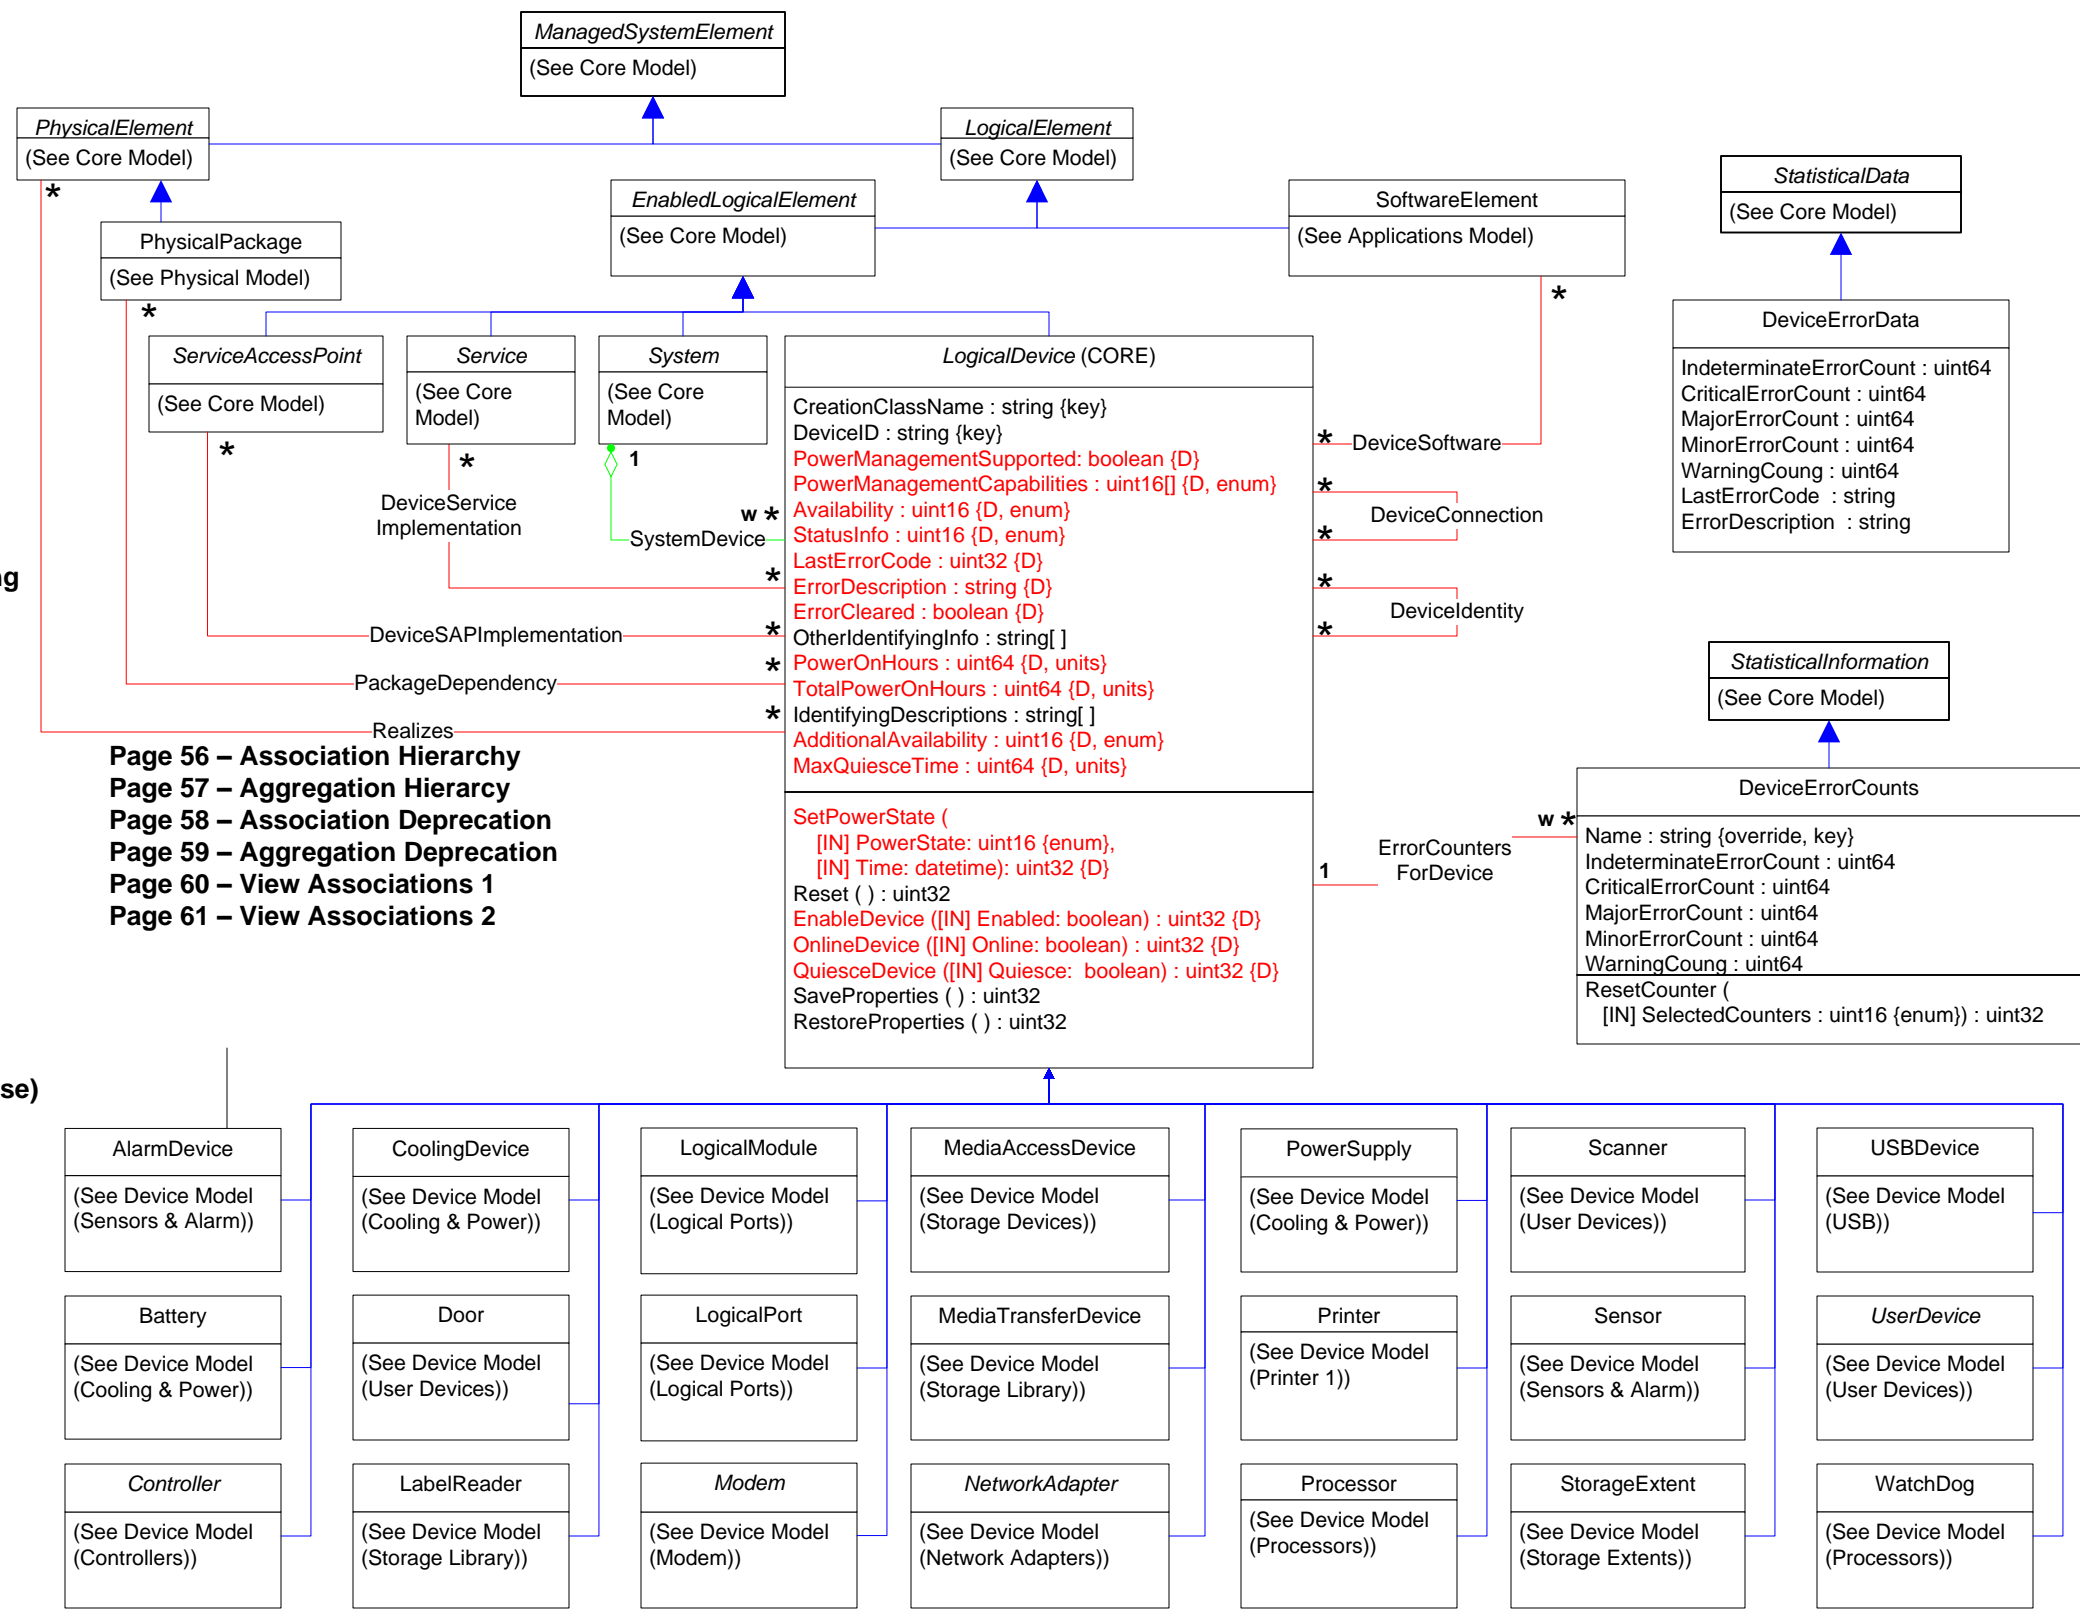 ManagedSystemElement
(See Core Model)
PhysicalElement
(See Core Model)
LogicalElement
(See Core Model)
*
EnabledLogicalElement
(See Core Model)
SoftwareElement
(See Applications Model)
StatisticalData
(See Core Model)
PhysicalPackage
(See Physical Model)
*
*
ServiceAccessPoint
(See Core Model)
*
Service
(See Core
Model)
*
System
(See Core
Model)
1
DeviceService
Implementation
w *
SystemDevice
*
DeviceSAPImplementation
*
*
PackageDependency
*
Realizes
LogicalDevice (CORE)
CreationClassName : string {key}
DeviceID : string {key}
PowerManagementSupported: boolean {D}
PowerManagementCapabilities : uint16[] {D, enum}
Availability : uint16 {D, enum}
StatusInfo : uint16 {D, enum}
LastErrorCode : uint32 {D}
ErrorDescription : string {D}
ErrorCleared : boolean {D}
OtherIdentifyingInfo : string[ ]
PowerOnHours : uint64 {D, units}
TotalPowerOnHours : uint64 {D, units}
IdentifyingDescriptions : string[ ]
AdditionalAvailability : uint16 {D, enum}
MaxQuiesceTime : uint64 {D, units}
SetPowerState (
[IN] PowerState: uint16 {enum},
[IN] Time: datetime): uint32 {D}
Reset ( ) : uint32
EnableDevice ([IN] Enabled: boolean) : uint32 {D}
OnlineDevice ([IN] Online: boolean) : uint32 {D}
QuiesceDevice ([IN] Quiesce:  boolean) : uint32 {D}
SaveProperties ( ) : uint32
RestoreProperties ( ) : uint32
*
DeviceSoftware
*
DeviceConnection
*
*
DeviceIdentity
*
DeviceErrorData
IndeterminateErrorCount : uint64
CriticalErrorCount : uint64
MajorErrorCount : uint64
MinorErrorCount : uint64
WarningCoung : uint64
LastErrorCode  : string
ErrorDescription  : string
StatisticalInformation
(See Core Model)
1
ErrorCounters
ForDevice
w *
DeviceErrorCounts
Name : string {override, key}
IndeterminateErrorCount : uint64
CriticalErrorCount : uint64
MajorErrorCount : uint64
MinorErrorCount : uint64
WarningCoung : uint64
ResetCounter (
[IN] SelectedCounters : uint16 {enum}) : uint32
ng
Page 56 – Association Hierarchy
Page 57 – Aggregation Hierarcy
Page 58 – Association Deprecation
Page 59 – Aggregation Deprecation
Page 60 – View Associations 1
Page 61 – View Associations 2
se)
AlarmDevice
(See Device Model
(Sensors & Alarm))
CoolingDevice
(See Device Model
(Cooling & Power))
LogicalModule
(See Device Model
(Logical Ports))
MediaAccessDevice
(See Device Model
(Storage Devices))
PowerSupply
(See Device Model
(Cooling & Power))
Scanner
(See Device Model
(User Devices))
USBDevice
(See Device Model
(USB))
Battery
(See Device Model
(Cooling & Power))
Door
(See Device Model
(User Devices))
LogicalPort
(See Device Model
(Logical Ports))
MediaTransferDevice
(See Device Model
(Storage Library))
Printer
(See Device Model
(Printer 1))
Sensor
(See Device Model
(Sensors & Alarm))
UserDevice
(See Device Model
(User Devices))
Controller
(See Device Model
(Controllers))
LabelReader
(See Device Model
(Storage Library))
Modem
(See Device Model
(Modem))
NetworkAdapter
(See Device Model
(Network Adapters))
Processor
(See Device Model
(Processors))
StorageExtent
(See Device Model
(Storage Extents))
WatchDog
(See Device Model
(Processors))